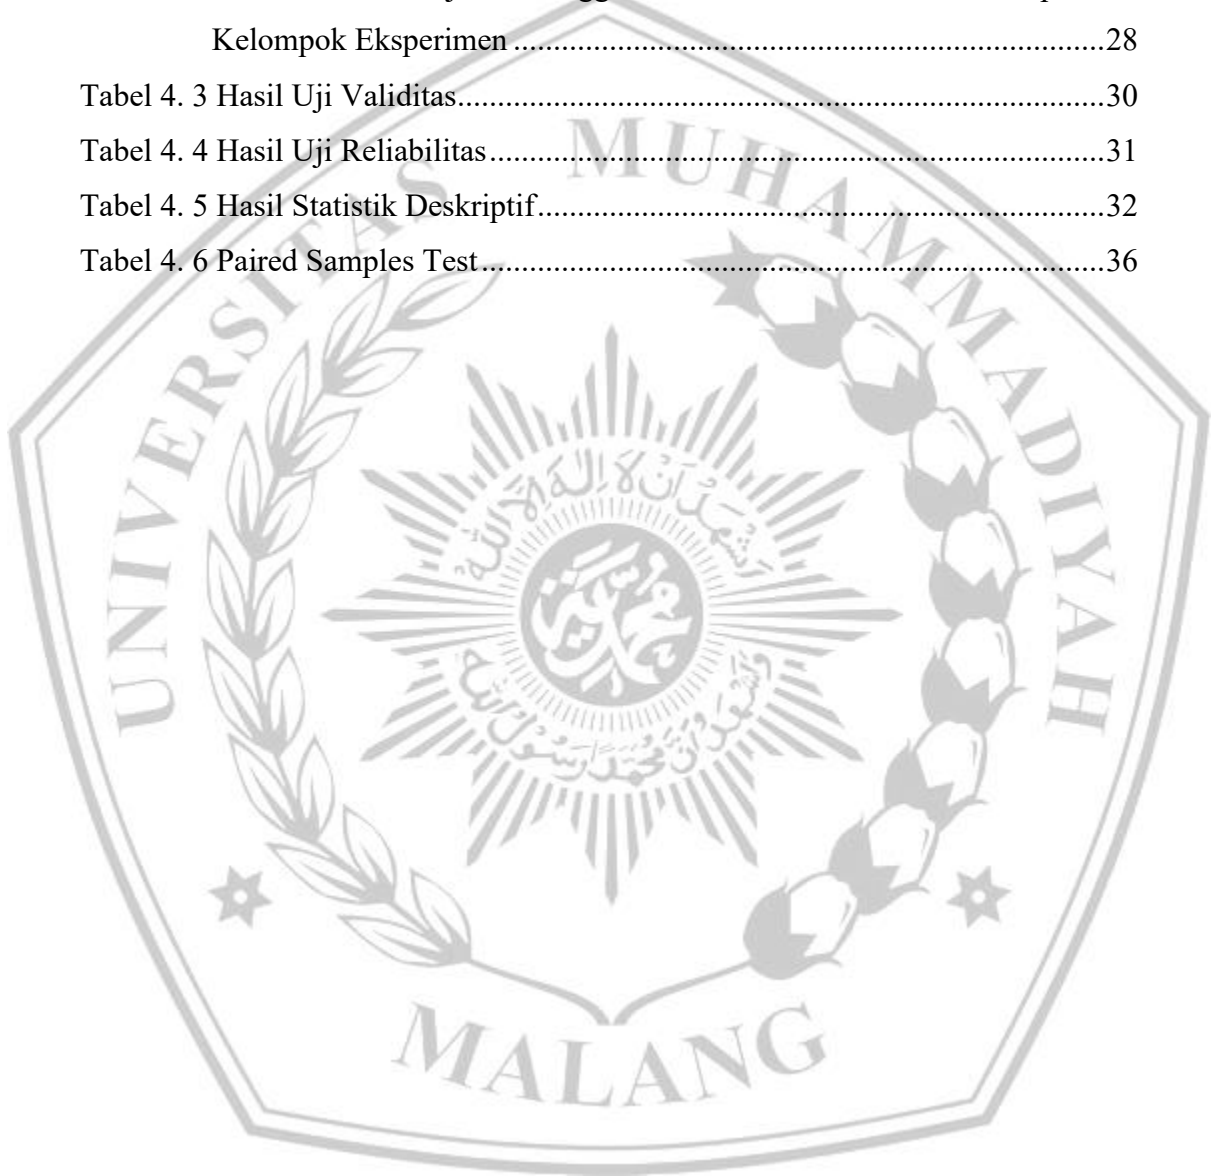 Kelompok Eksperimen ........................................................................28
Tabel 4. 3 Hasil Uji Validitas................................................................................30
Tabel 4. 4 Hasil Uji Reliabilitas............................................................................31
Tabel 4. 5 Hasil Statistik Deskriptif......................................................................32
Tabel 4. 6 Paired Samples Test.............................................................................36
UNIVERSITAS MUHAMMADIYAH
MALANG